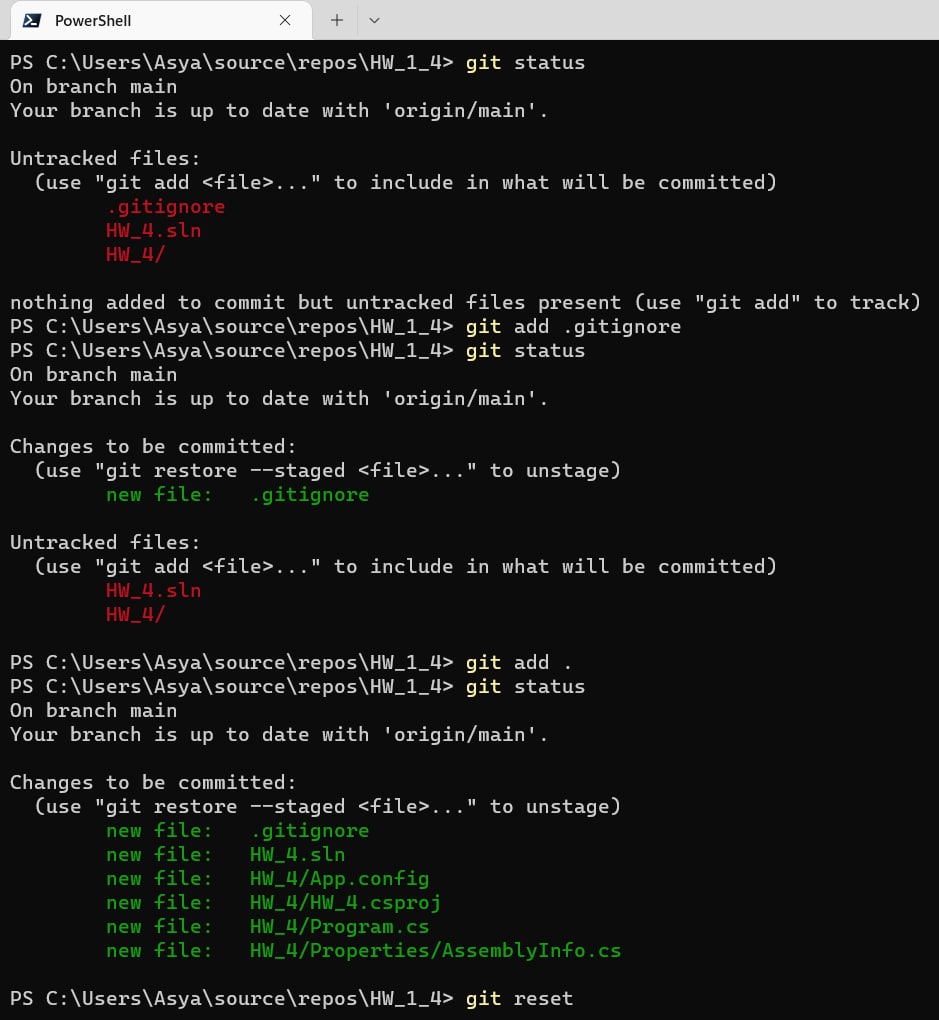 PowerShell
PS C:\Users\Asya\source\repos\HW_1_4> git status
On branch main
Your branch is up to date with 'origin/main'.

Untracked files:
  (use "git add <file>..." to include in what will be committed)
        .gitignore
        HW_4.sln
        HW_4/

nothing added to commit but untracked files present (use "git add" to track)
PS C:\Users\Asya\source\repos\HW_1_4> git add .gitignore
PS C:\Users\Asya\source\repos\HW_1_4> git status
On branch main
Your branch is up to date with 'origin/main'.

Changes to be committed:
  (use "git restore --staged <file>..." to unstage)
        new file:   .gitignore

Untracked files:
  (use "git add <file>..." to include in what will be committed)
        HW_4.sln
        HW_4/

PS C:\Users\Asya\source\repos\HW_1_4> git add .
PS C:\Users\Asya\source\repos\HW_1_4> git status
On branch main
Your branch is up to date with 'origin/main'.

Changes to be committed:
  (use "git restore --staged <file>..." to unstage)
        new file:   .gitignore
        new file:   HW_4.sln
        new file:   HW_4/App.config
        new file:   HW_4/HW_4.csproj
        new file:   HW_4/Program.cs
        new file:   HW_4/Properties/AssemblyInfo.cs

PS C:\Users\Asya\source\repos\HW_1_4> git reset